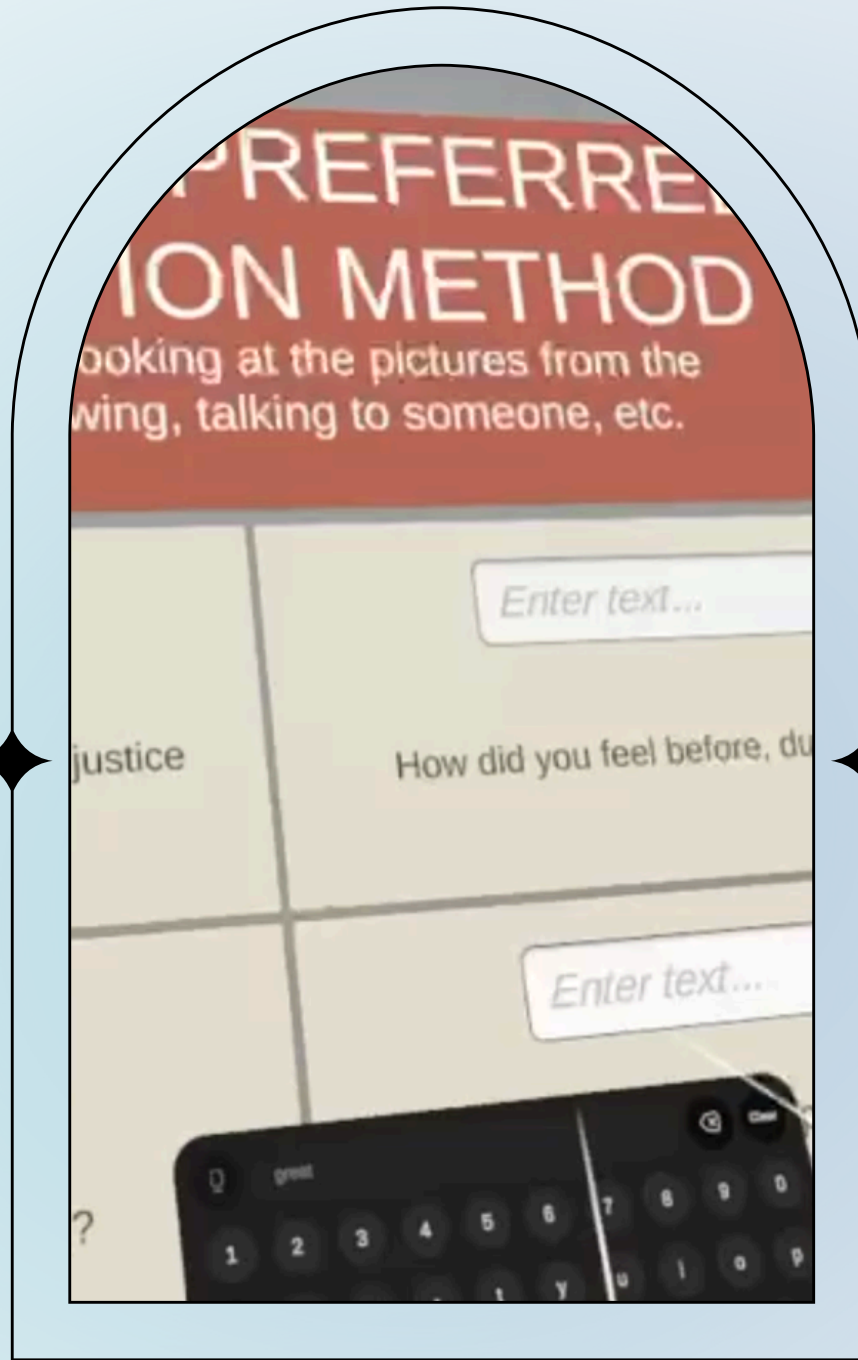 PREFERRE
ION METHOD
ooking at the pictures from the
wing, talking to someone, etc.
Enter text...
justice
How did you feel before, du
Enter text...
Clear
great
?
1 2 3 4 5 6 7 8 9 0
t y u i o p